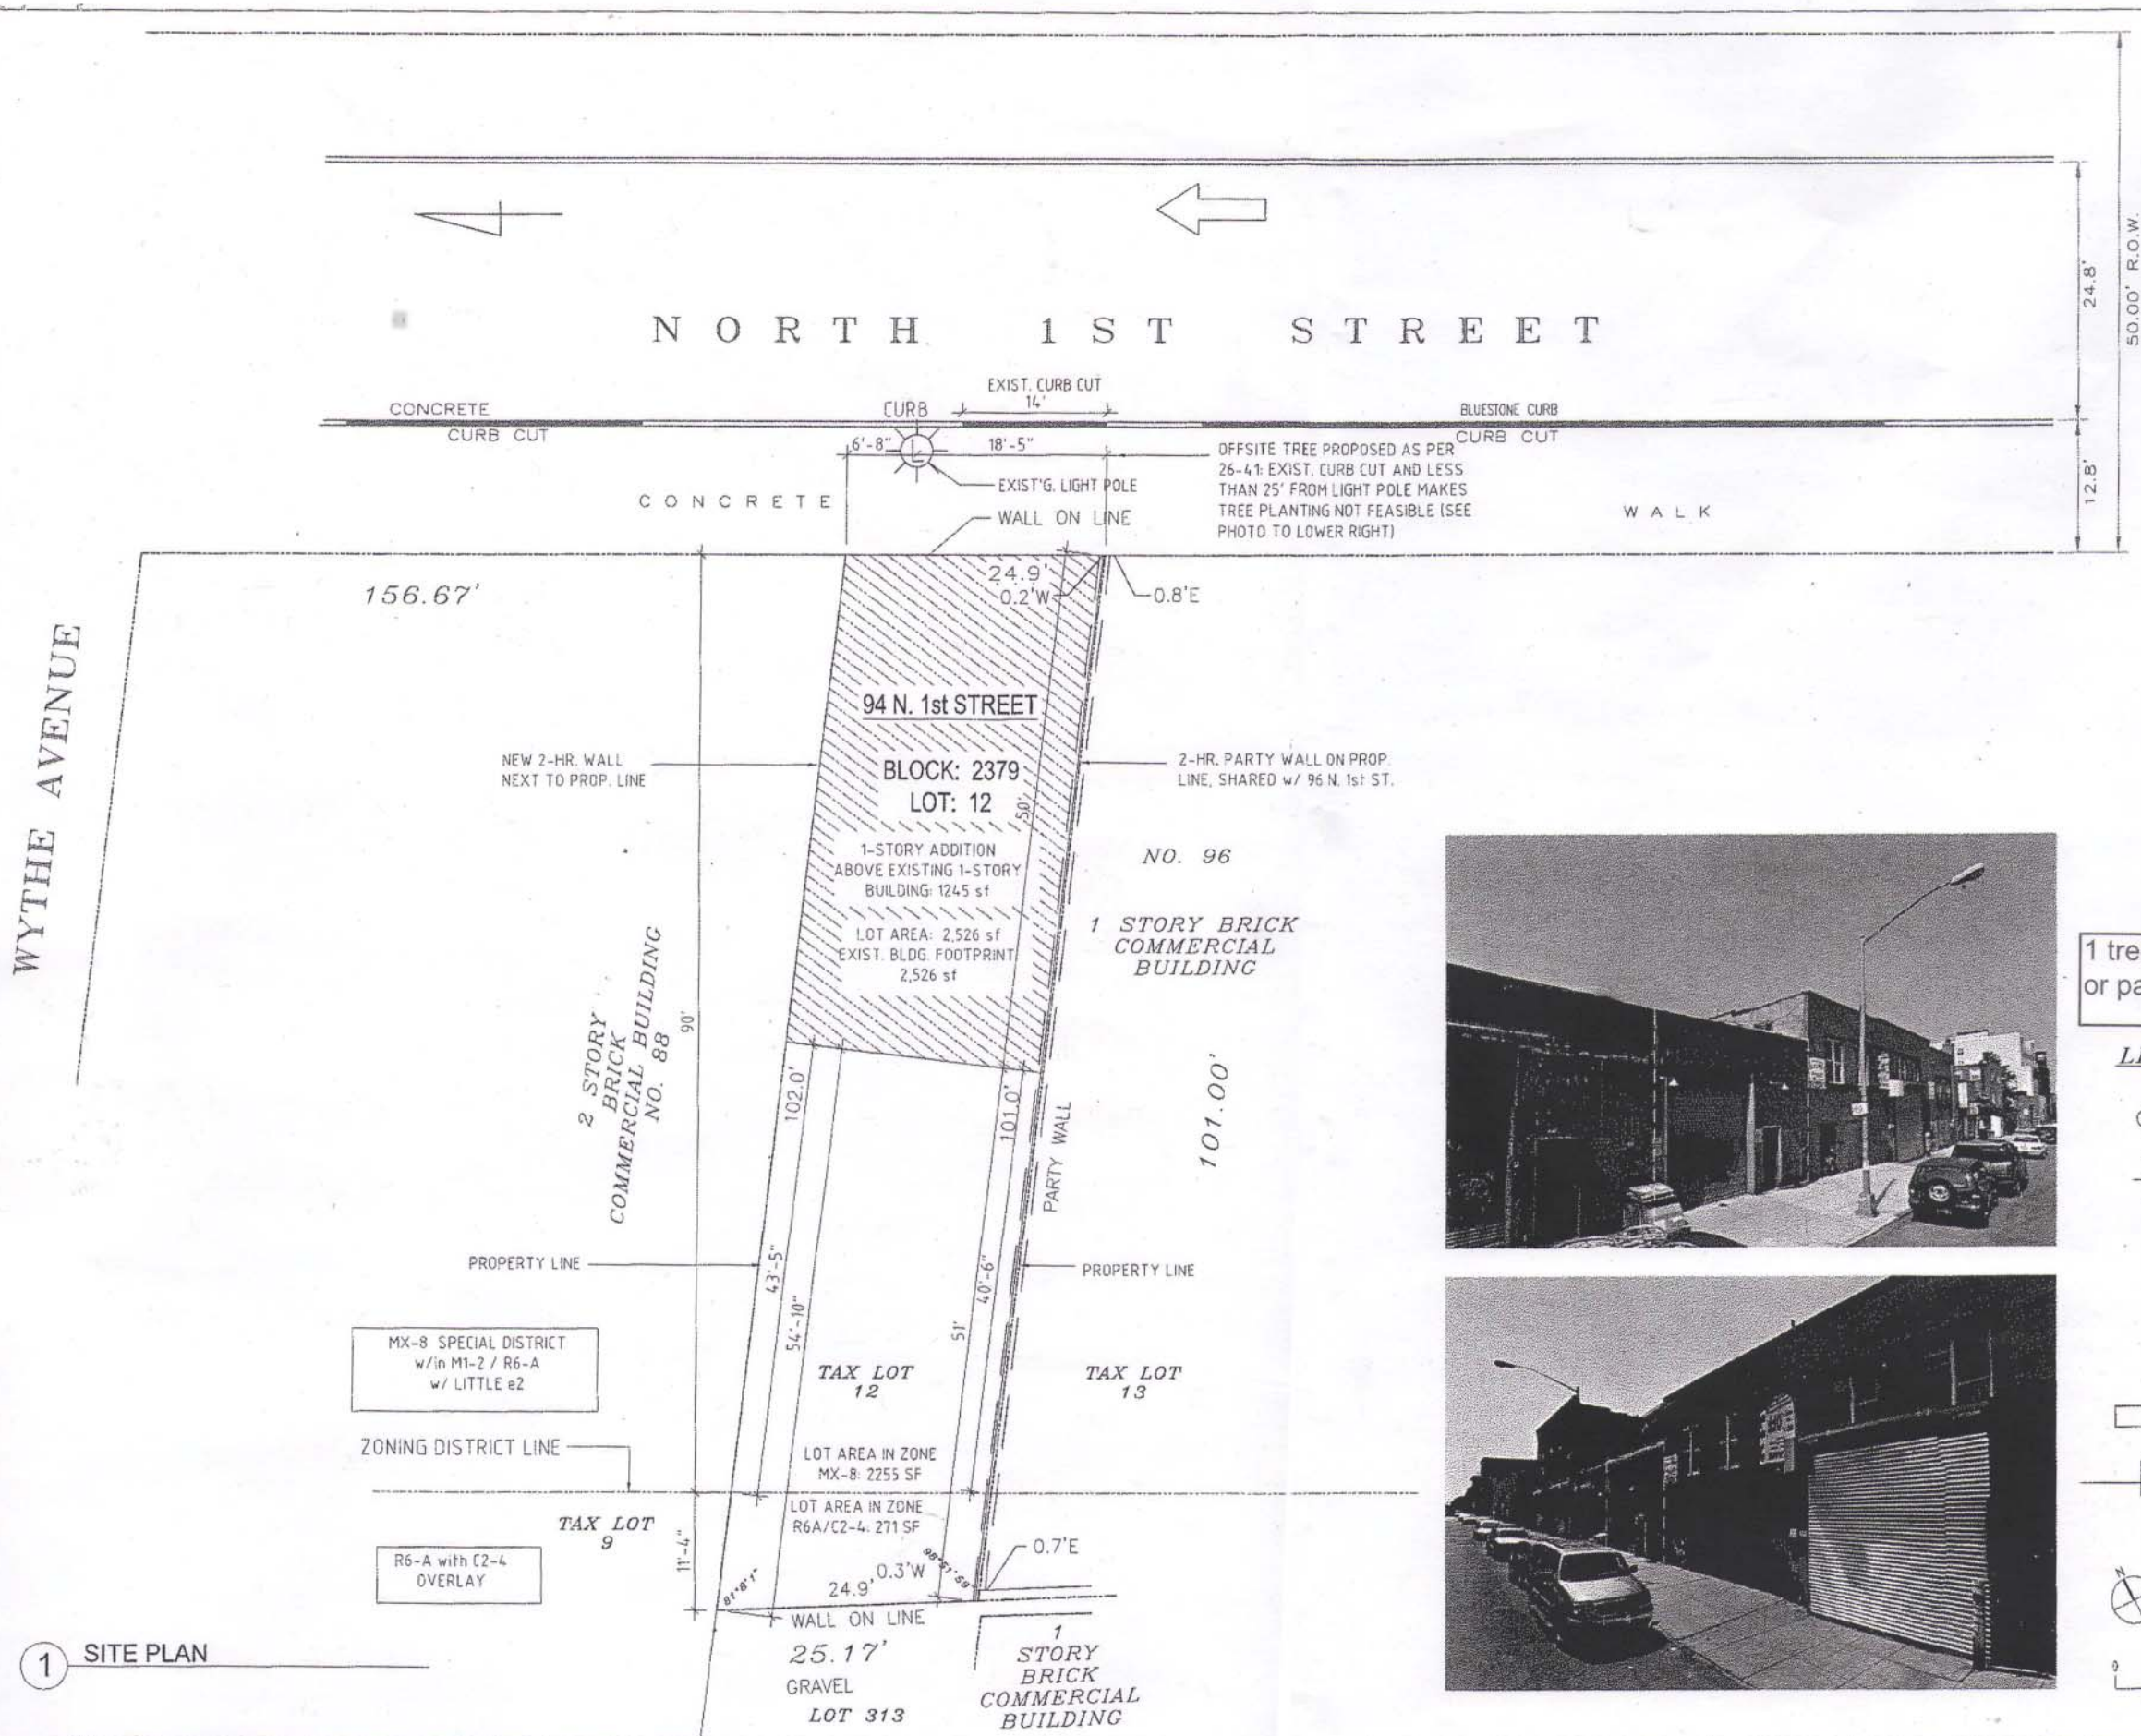 50.00' R.O.W.
24.8'
12.8'
NORTH 1ST STREET
EXIST. CURB CUT
14'
CONCRETE
CURB CUT
CURB
BLUESTONE CURB
CURB CUT
6'-8"
L
18'-5"
OFFSITE TREE PROPOSED AS PER
26-41: EXIST. CURB CUT AND LESS
THAN 25' FROM LIGHT POLE MAKES
TREE PLANTING NOT FEASIBLE (SEE
PHOTO TO LOWER RIGHT)
EXIST'G. LIGHT POLE
CONCRETE
WALL ON LINE
WALK
156.67'
24.9'
0.2'W
0.8'E
WYTHE AVENUE
94 N. 1st STREET
NEW 2-HR. WALL
NEXT TO PROP. LINE
BLOCK: 2379
LOT: 12
50'
2-HR. PARTY WALL ON PROP.
LINE, SHARED w/ 96 N. 1st ST.
1-STORY ADDITION
ABOVE EXISTING 1-STORY
BUILDING: 1245 sf
LOT AREA: 2,526 sf
EXIST. BLDG. FOOTPRINT
2,526 sf
NO. 96
1 STORY BRICK
COMMERCIAL
BUILDING
2 STORY
BRICK
COMMERCIAL BUILDING
NO. 88
90'
102.0'
101.0'
PARTY WALL
101.00'
1 tre
or pa
PROPERTY LINE
43'-5"
54'-10"
51'
40'-6"
PROPERTY LINE
MX-8 SPECIAL DISTRICT
w/in M1-2 / R6-A
w/ LITTLE e2
TAX LOT
12
TAX LOT
13
ZONING DISTRICT LINE
LOT AREA IN ZONE
MX-8: 2255 SF
LOT AREA IN ZONE
R6A/C2-4: 271 SF
TAX LOT
9
R6-A with C2-4
OVERLAY
11'-4"
81°8'1"
24.9'
0.3'W
98°51'59"
0.7'E
WALL ON LINE
25.17'
GRAVEL
LOT 313
1
STORY
BRICK
COMMERCIAL
BUILDING
1 SITE PLAN
N
0